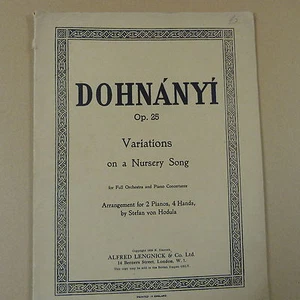 DOHNÁNYÍ
Op. 25
Variations
on a Nursery Song
for Full Orchestra and Piano Concertante
Arrangement for 2 Pianos, 4 Hands,
by Stefan von Hodula
ALFRED LENGNICK & Co. Ltd.
14 Berners Street, London, W. 1.